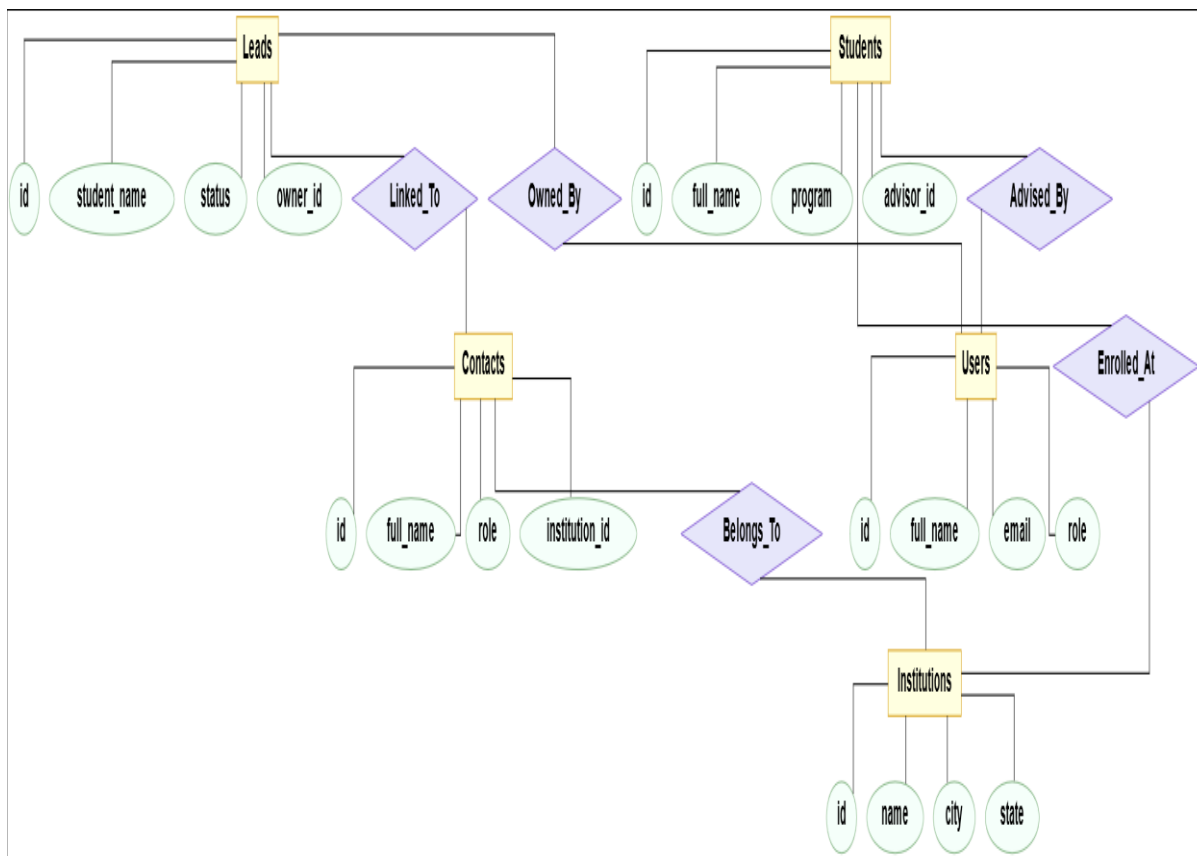 Leads
Students
id
student_name
status
owner_id
Linked_To
Owned_By
id
full_name
program
advisor_id
Advised_By
Contacts
Users
Enrolled_At
id
full_name
role
institution_id
Belongs_To
id
full_name
email
role
Institutions
id
name
city
state